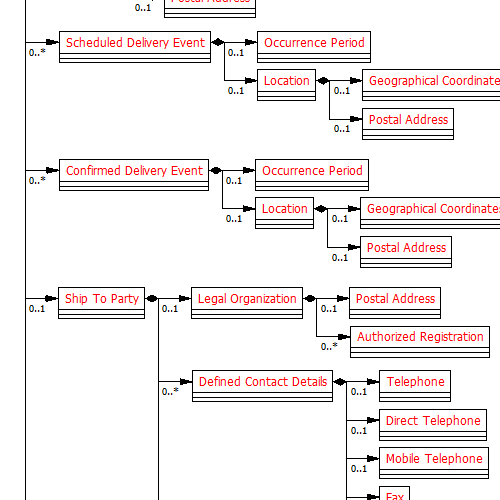 Postal Address
0..1
Scheduled Delivery Event
Occurrence Period
0..*
0..1
Location
Geographical Coordinate
0..1
0..1
Postal Address
0..1
Confirmed Delivery Event
Occurrence Period
0..*
0..1
Location
Geographical Coordinate
0..1
0..1
Postal Address
0..1
Ship To Party
Legal Organization
Postal Address
0..1
0..1
0..1
Authorized Registration
0..*
Defined Contact Details
Telephone
0..*
0..1
Direct Telephone
0..1
Mobile Telephone
0..1
Fax